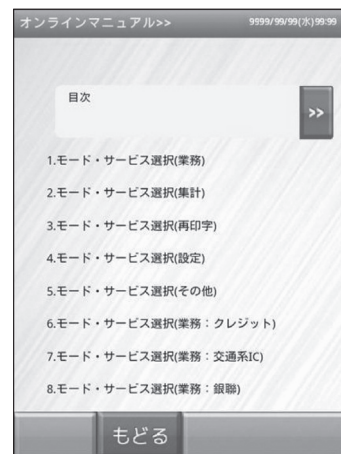 オンラインマニュアル>> 9999/99/99(水)99:99
目次
>>
1.モード・サービス選択(業務)
2.モード・サービス選択(集計)
3.モード・サービス選択(再印字)
4.モード・サービス選択(設定)
5.モード・サービス選択(その他)
6.モード・サービス選択(業務：クレジット)
7.モード・サービス選択(業務：交通系IC)
8.モード・サービス選択(業務：銀聯)
もどる